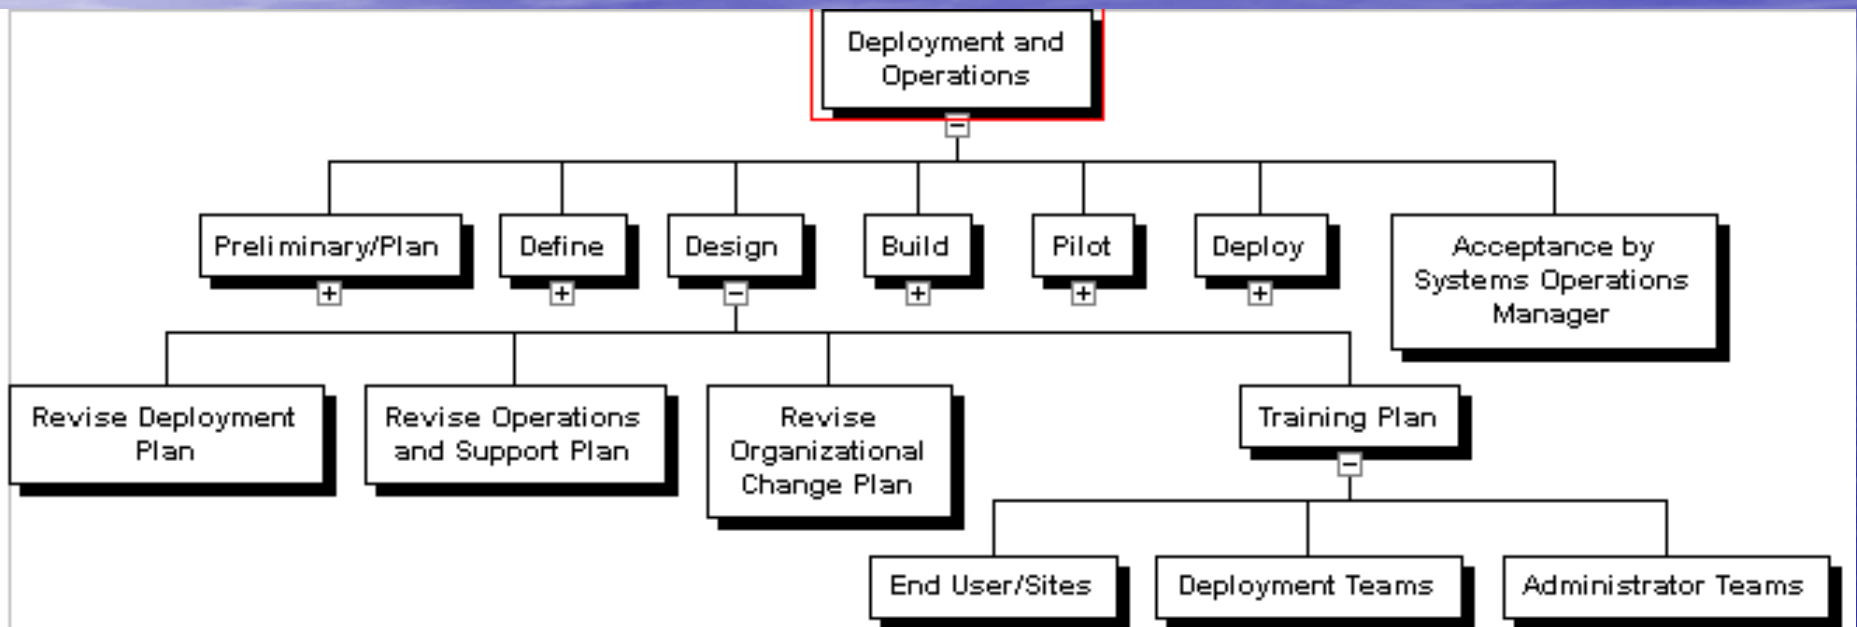 Deployment and
Operations
Preliminary/Plan
Define
Design
Build
Pilot
Deploy
Acceptance by
Systems Operations
Manager
Revise Deployment
Plan
Revise Operations
and Support Plan
Revise
Organizational
Change Plan
Training Plan
End User/Sites
Deployment Teams
Administrator Teams